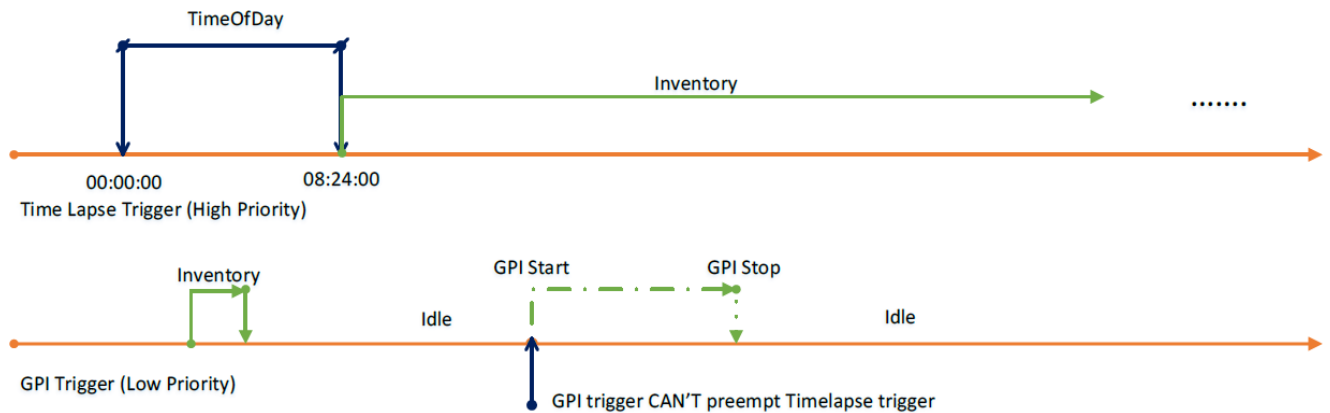 TimeOfDay
Inventory
.......
00:00:00
08:24:00
Time Lapse Trigger (High Priority)
GPI Start
GPI Stop
Inventory
Idle
Idle
GPI Trigger (Low Priority)
GPI trigger CAN’T preempt Timelapse trigger